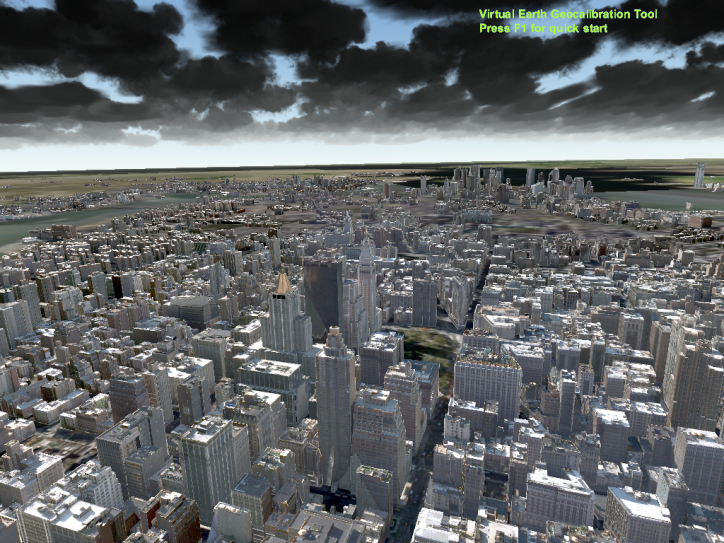 Virtual Earth Geocalibration Tool
Press F1 for quick start